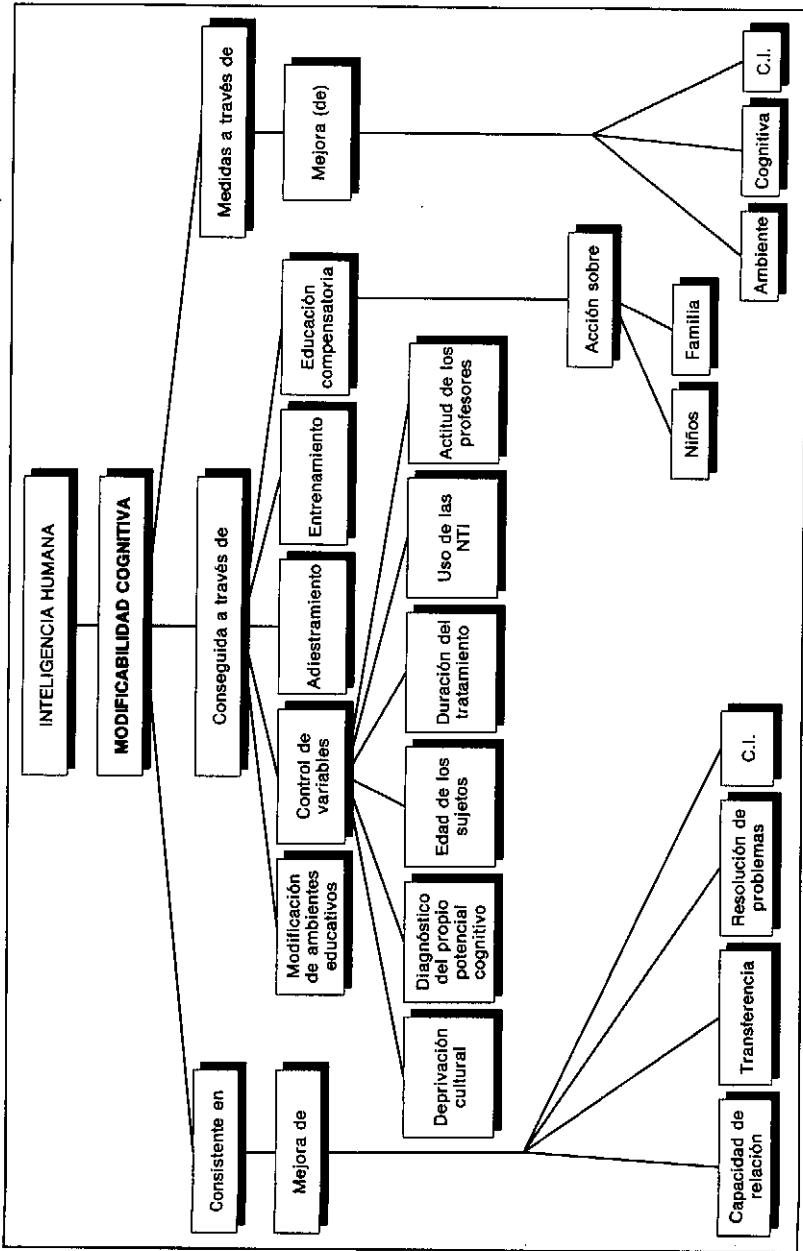 INTELIGENCIA HUMANA
MODIFICABILIDAD COGNITIVA
Consistente en
Conseguida a través de
Medidas a través de
Mejora de
Modificación
de ambientes
educativos
Control de
variables
Adiestramiento
Entrenamiento
Educación
compensatoria
Mejora (de)
Deprivación
cultural
Diagnóstico
del propio
potencial
cognitivo
Edad de los
sujetos
Duración del
tratamiento
Uso de las
NTI
Actitud de los
profesores
Acción sobre
Niños
Familia
Capacidad de
relación
Transferencia
Resolución de
problemas
C.I.
Ambiente
Cognitiva
C.I.